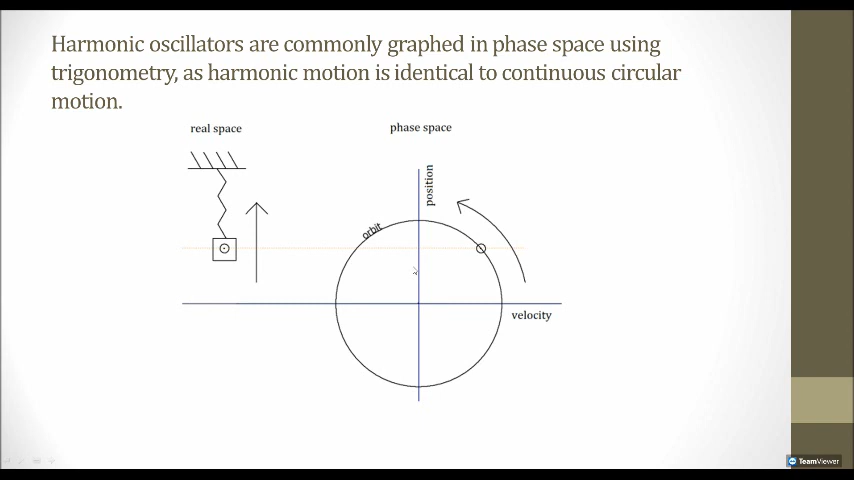 Harmonic oscillators are commonly graphed in phase space using
trigonometry, as harmonic motion is identical to continuous circular
motion.
real space
phase space
position
orbit
velocity
TeamViewer